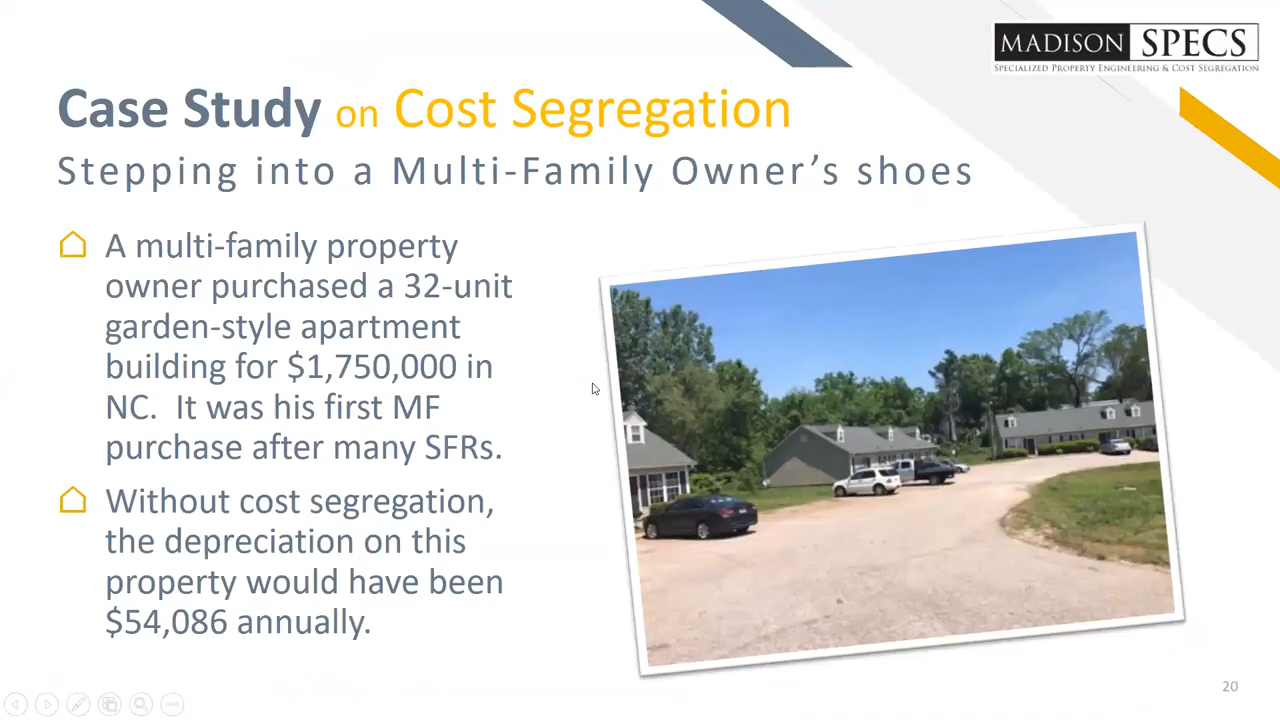 MADISON SPECS
SPECIALIZED PROPERTY ENGINEERING & COST SEGREGATION
Case Study on Cost Segregation
Stepping into a Multi-Family Owner’s shoes
A multi-family property
owner purchased a 32-unit
garden-style apartment
building for $1,750,000 in
NC.  It was his first MF
purchase after many SFRs.
Without cost segregation,
the depreciation on this
property would have been
$54,086 annually.
20